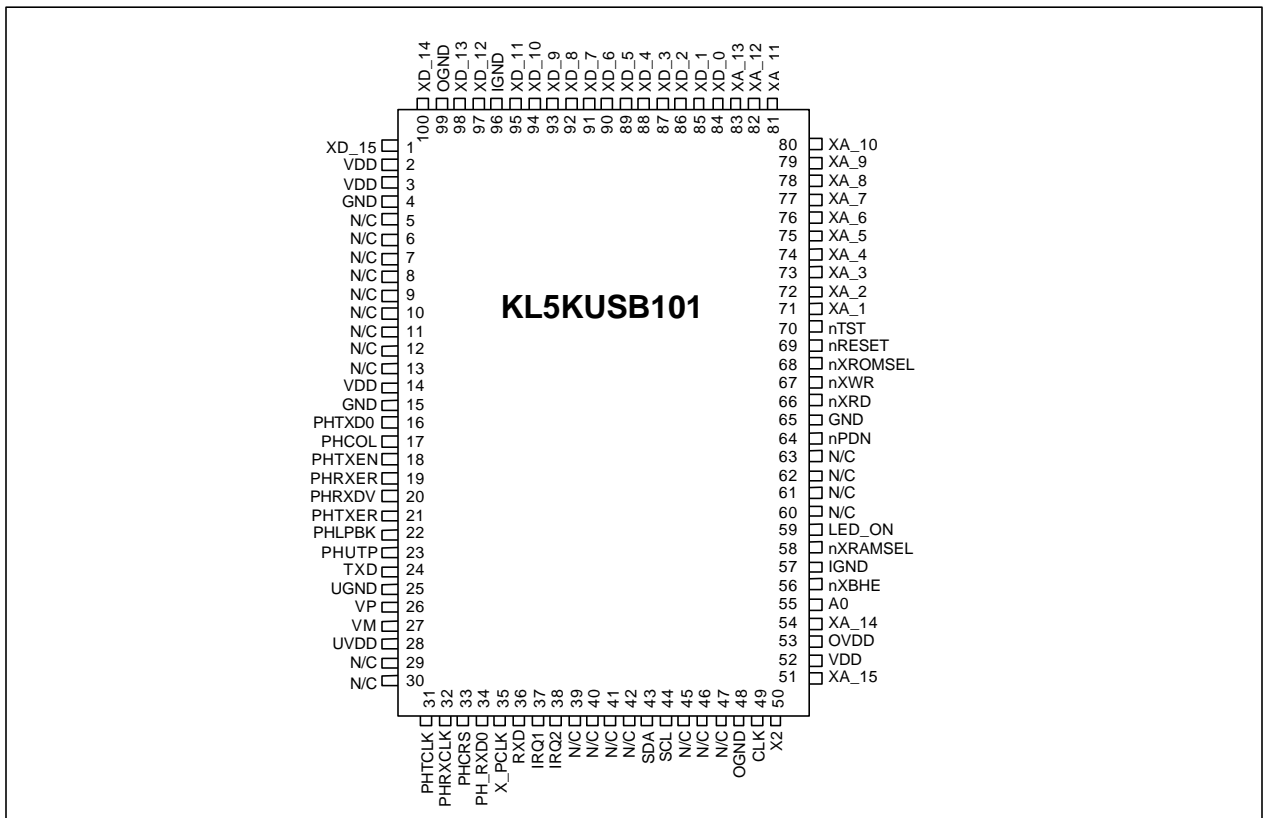 XD_14
OGND
XD_13
XD_12
IGND
XD_11
XD_10
XD_9
XD_8
XD_7
XD_6
XD_5
XD_4
XD_3
XD_2
XD_1
XD_0
XA_13
XA_12
XA_11
100
99
98
97
96
95
94
93
92
91
90
89
88
87
86
85
84
83
82
81
XD_15 1
VDD 2
VDD 3
GND 4
N/C 5
N/C 6
N/C 7
N/C 8
N/C 9
N/C 10
N/C 11
N/C 12
N/C 13
VDD 14
GND 15
PHTXD0 16
PHCOL 17
PHTXEN 18
PHRXER 19
PHRXDV 20
PHTXER 21
PHLPBK 22
PHUTP 23
TXD 24
UGND 25
VP 26
VM 27
UVDD 28
N/C 29
N/C 30
KL5KUSB101
80 XA_10
79 XA_9
78 XA_8
77 XA_7
76 XA_6
75 XA_5
74 XA_4
73 XA_3
72 XA_2
71 XA_1
70 nTST
69 nRESET
68 nXROMSEL
67 nXWR
66 nXRD
65 GND
64 nPDN
63 N/C
62 N/C
61 N/C
60 N/C
59 LED_ON
58 nXRAMSEL
57 IGND
56 nXBHE
55 A0
54 XA_14
53 OVDD
52 VDD
51 XA_15
31
32
33
34
35
36
37
38
39
40
41
42
43
44
45
46
47
48
49
50
PHTCLK
PHRXCLK
PHCRS
PH_RXD0
X_PCLK
RXD
IRQ1
IRQ2
N/C
N/C
N/C
N/C
SDA
SCL
N/C
N/C
N/C
OGND
CLK
X2